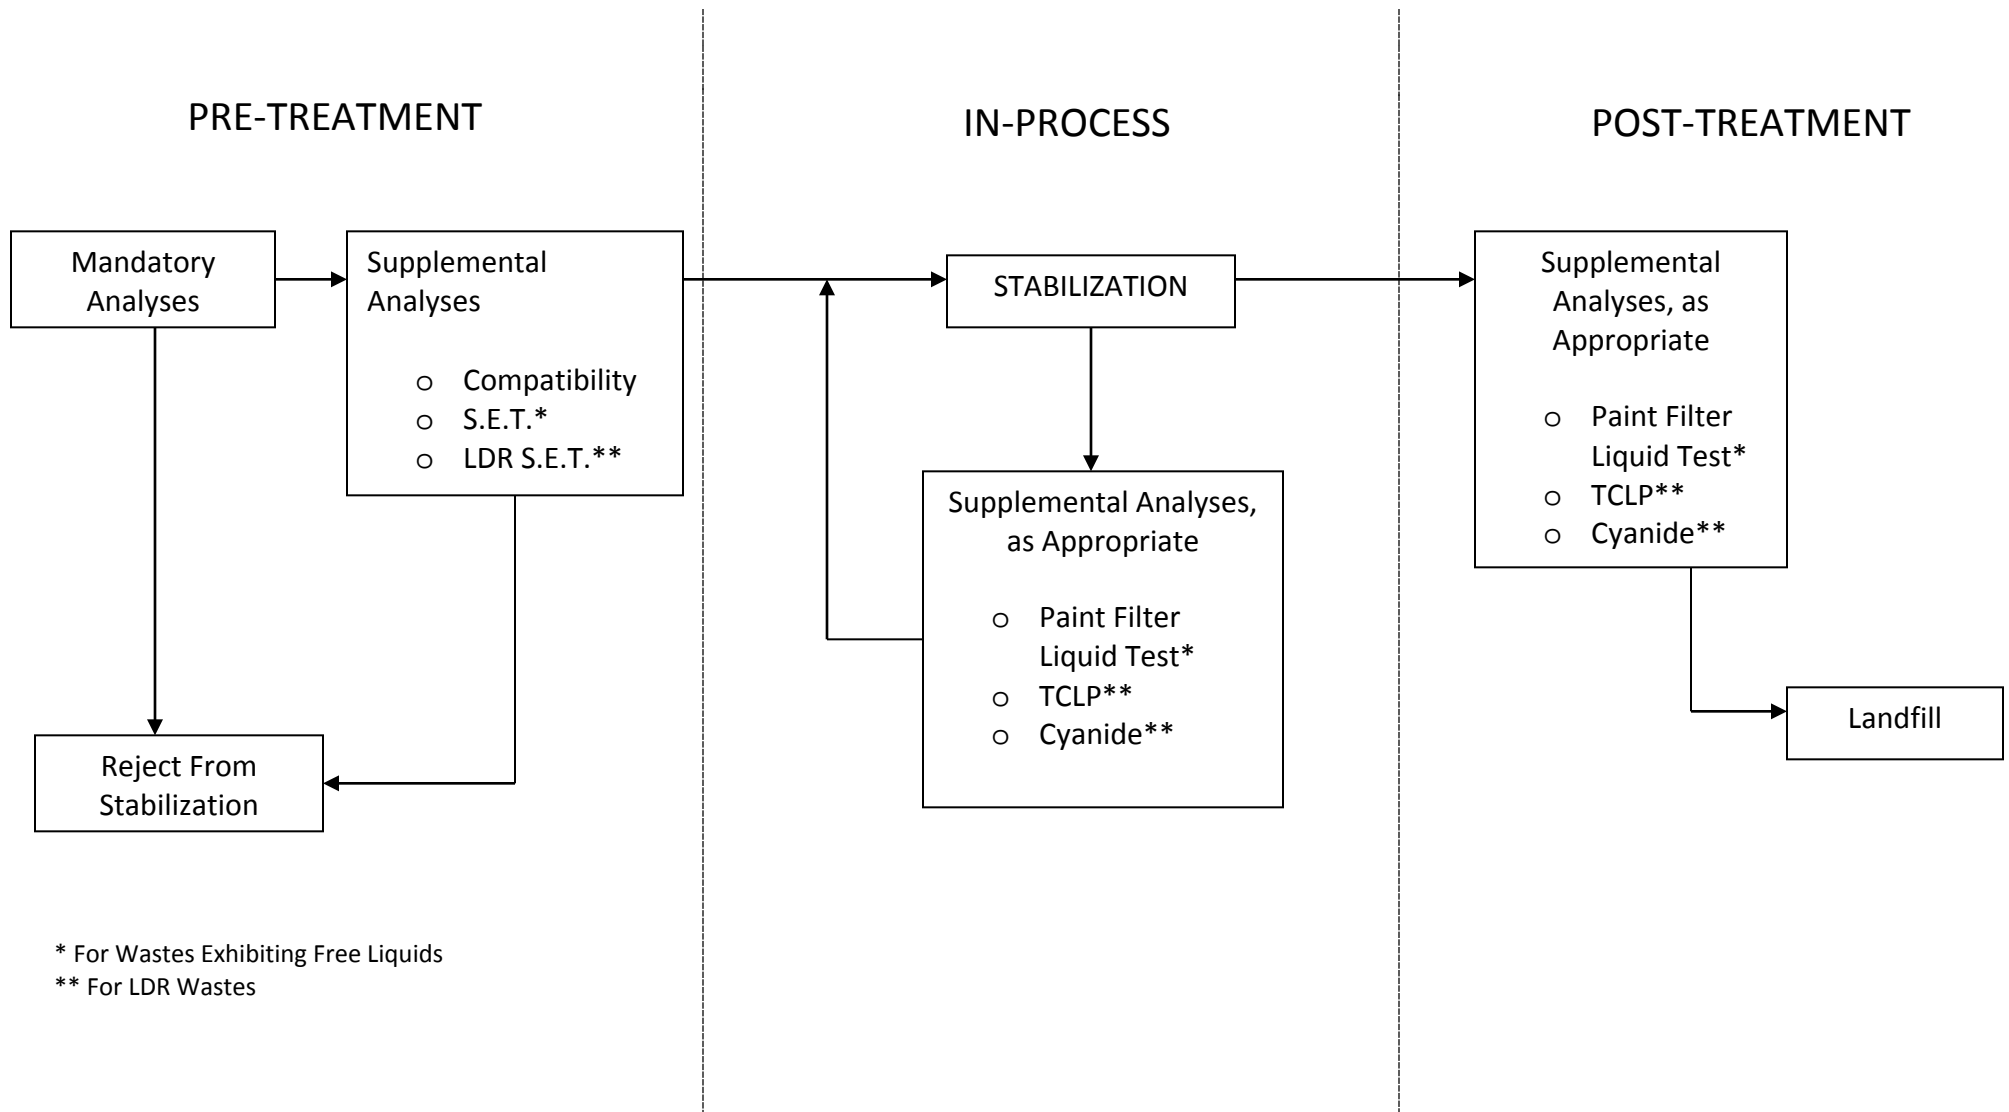 PRE-TREATMENT
IN-PROCESS
POST-TREATMENT
Mandatory
Analyses
Supplemental
Analyses
o Compatibility
o S.E.T.*
o LDR S.E.T.**
Reject From
Stabilization
STABILIZATION
Supplemental Analyses,
as Appropriate
o Paint Filter
Liquid Test*
o TCLP**
o Cyanide**
Supplemental
Analyses, as
Appropriate
o Paint Filter
Liquid Test*
o TCLP**
o Cyanide**
Landfill
* For Wastes Exhibiting Free Liquids
** For LDR Wastes